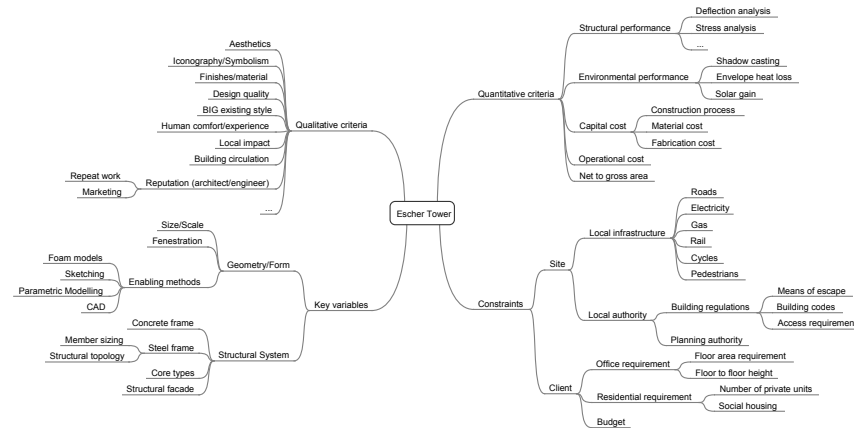 Escher Tower
Qualitative criteria
Aesthetics
Iconography/Symbolism
Finishes/material
Design quality
BIG existing style
Human comfort/experience
Local impact
Building circulation
Reputation (architect/engineer)
Repeat work
Marketing
...
Key variables
Geometry/Form
Size/Scale
Fenestration
Enabling methods
Foam models
Sketching
Parametric Modelling
CAD
Structural System
Concrete frame
Steel frame
Member sizing
Structural topology
Core types
Structural facade
Quantitative criteria
Structural performance
Deflection analysis
Stress analysis
...
Environmental performance
Shadow casting
Envelope heat loss
Solar gain
Capital cost
Construction process
Material cost
Fabrication cost
Operational cost
Net to gross area
Constraints
Site
Local infrastructure
Roads
Electricity
Gas
Rail
Cycles
Pedestrians
Local authority
Building regulations
Means of escape
Building codes
Access requirement
Planning authority
Client
Office requirement
Floor area requirement
Floor to floor height
Residential requirement
Number of private units
Social housing
Budget